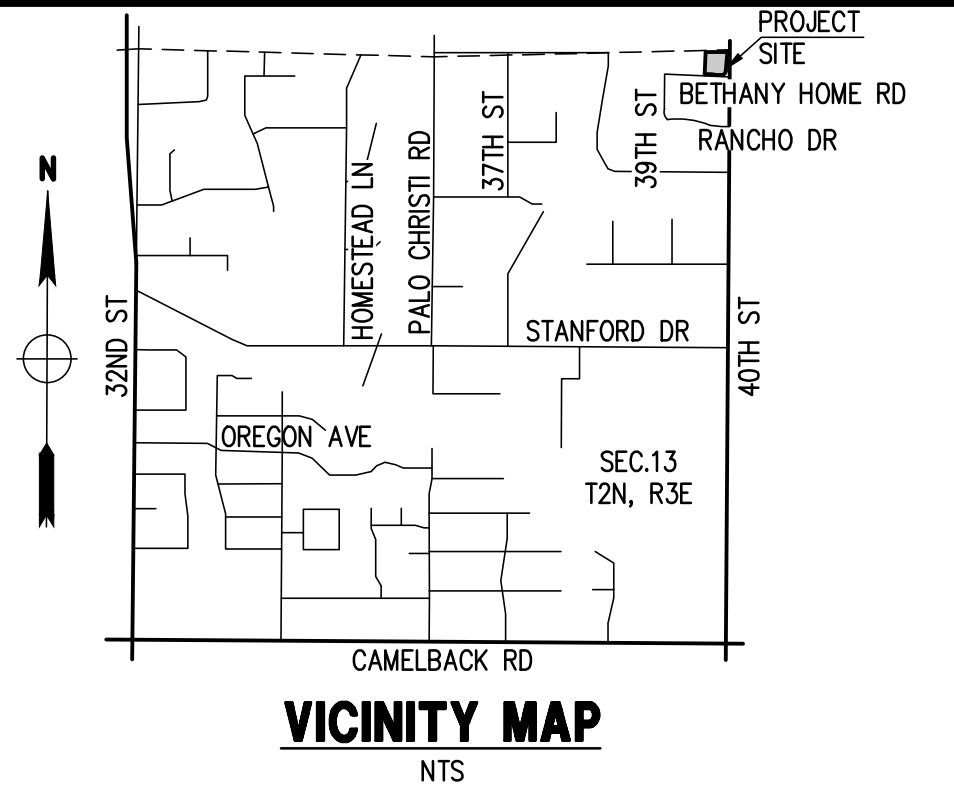 PROJECT
SITE
BETHANY HOME RD
RANCHO DR
N
HOMESTEAD LN
PALO CHRISTI RD
37TH ST
39TH ST
32ND ST
STANFORD DR
40TH ST
OREGON AVE
SEC.13
T2N, R3E
CAMELBACK RD
VICINITY MAP
NTS